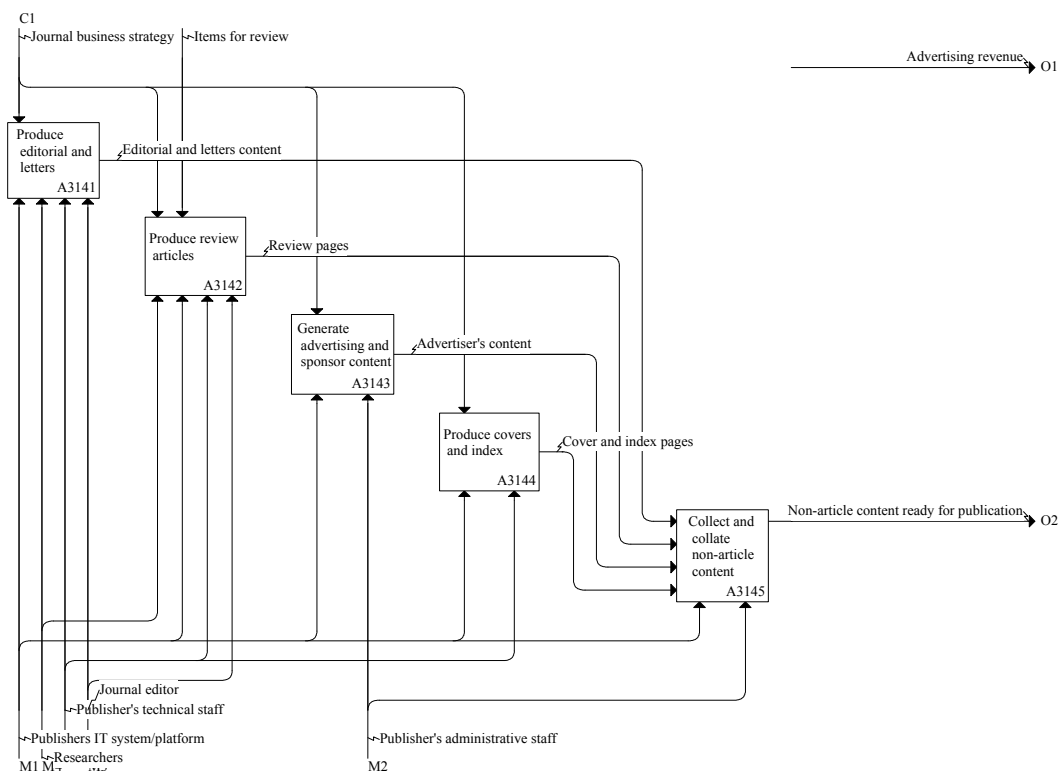 C1
Journal business strategy
Items for review
Advertising revenue
O1
Produce
editorial and
letters
A3141
Editorial and letters content
Produce review
articles
A3142
Review pages
Generate
advertising and
sponsor content
A3143
Advertiser's content
Produce covers
and index
A3144
Cover and index pages
Collect and
collate
non-article
content
A3145
Non-article content ready for publication
O2
Journal editor
Publisher's technical staff
Publishers IT system/platform
Publisher's administrative staff
Researchers
M1
M2